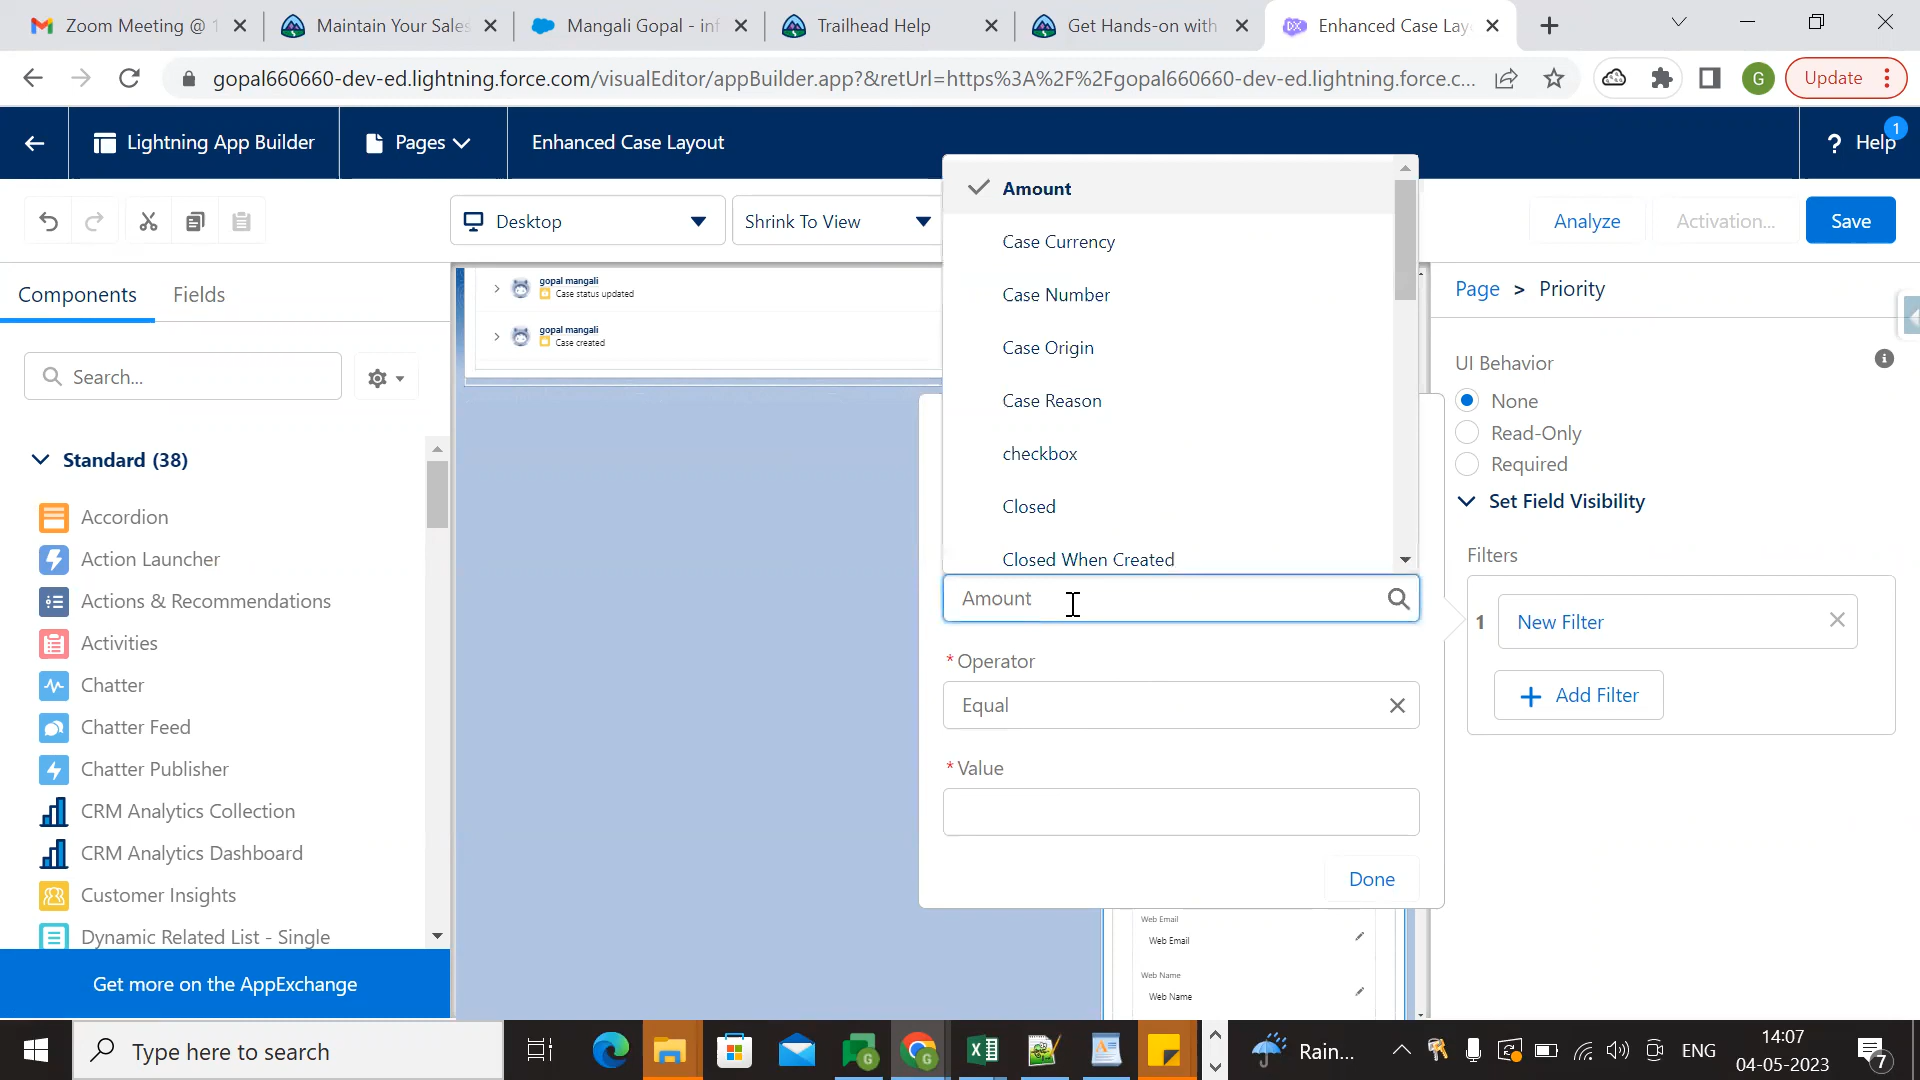 Zoom Meeting @ 1
Maintain Your Sales
Mangali Gopal - inf
Trailhead Help
Get Hands-on with
Enhanced Case Lay
gopal660660-dev-ed.lightning.force.com/visualEditor/appBuilder.app?&retUrl=https%3A%2F%2Fgopal660660-dev-ed.lightning.force.c...
G
Update
Lightning App Builder
Pages
Enhanced Case Layout
? Help
1
Desktop
Shrink To View
Analyze
Activation...
Save
Components
Fields
Search...
Standard (38)
Accordion
Action Launcher
Actions & Recommendations
Activities
Chatter
Chatter Feed
Chatter Publisher
CRM Analytics Collection
CRM Analytics Dashboard
Customer Insights
Dynamic Related List - Single
Get more on the AppExchange
gopal mangali
Case status updated
gopal mangali
Case created
Amount
Case Currency
Case Number
Case Origin
Case Reason
checkbox
Closed
Closed When Created
Amount
*Operator
Equal
*Value
Done
Web Email
Web Email
Web Name
Web Name
Page > Priority
UI Behavior
None
Read-Only
Required
Set Field Visibility
Filters
1 New Filter
+ Add Filter
Type here to search
Rain...
ENG
14:07
04-05-2023
7